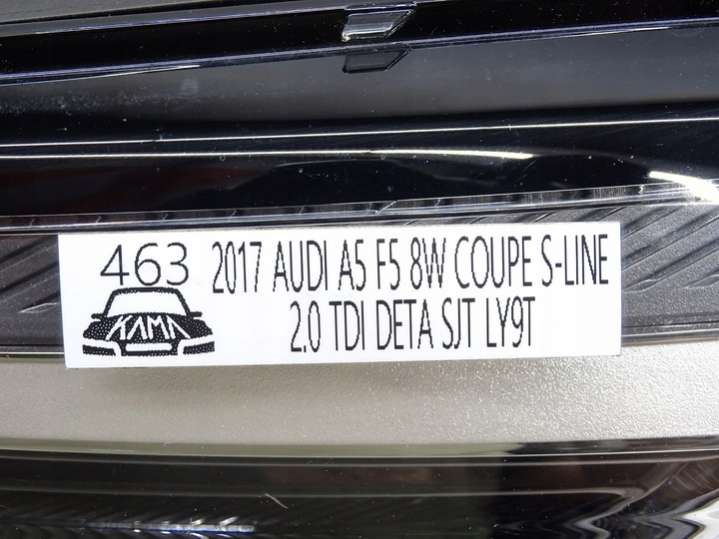 463 2017 AUDI A5 F5 8W COUPE S-LINE
KAMA
2.0 TDI DETA SJT LY9T